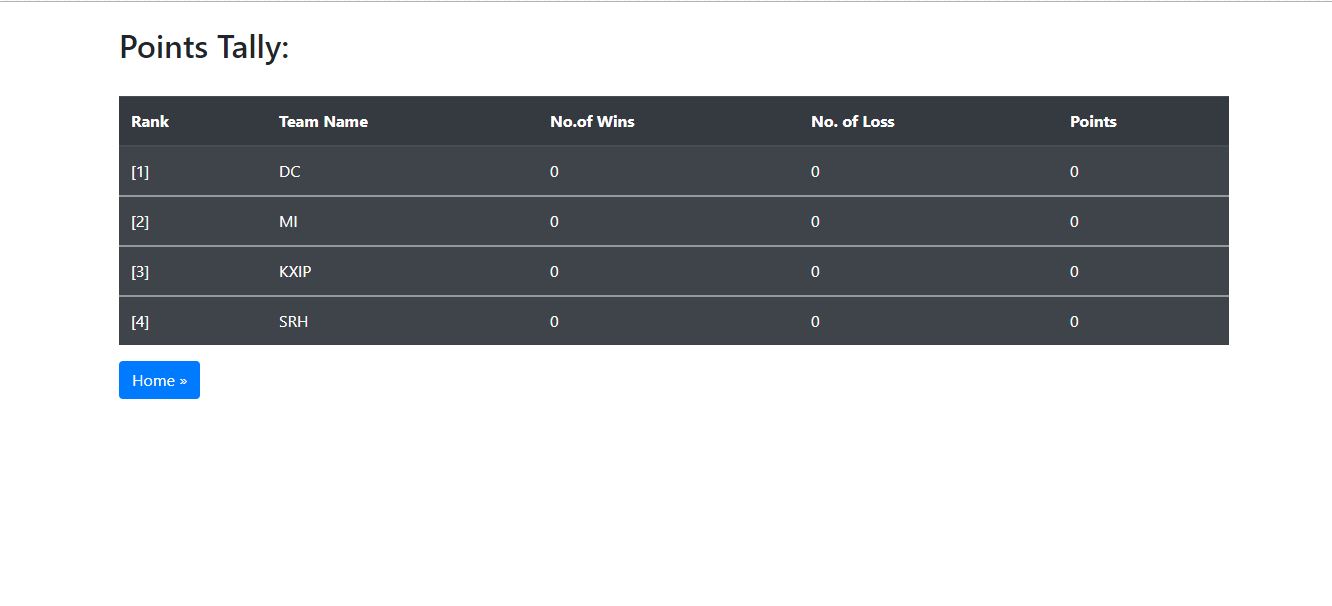 Points Tally:
Rank Team Name No.of Wins No. of Loss Points
[1] DC 0 0 0
[2] MI 0 0 0
[3] KXIP 0 0 0
[4] SRH 0 0 0
Home »